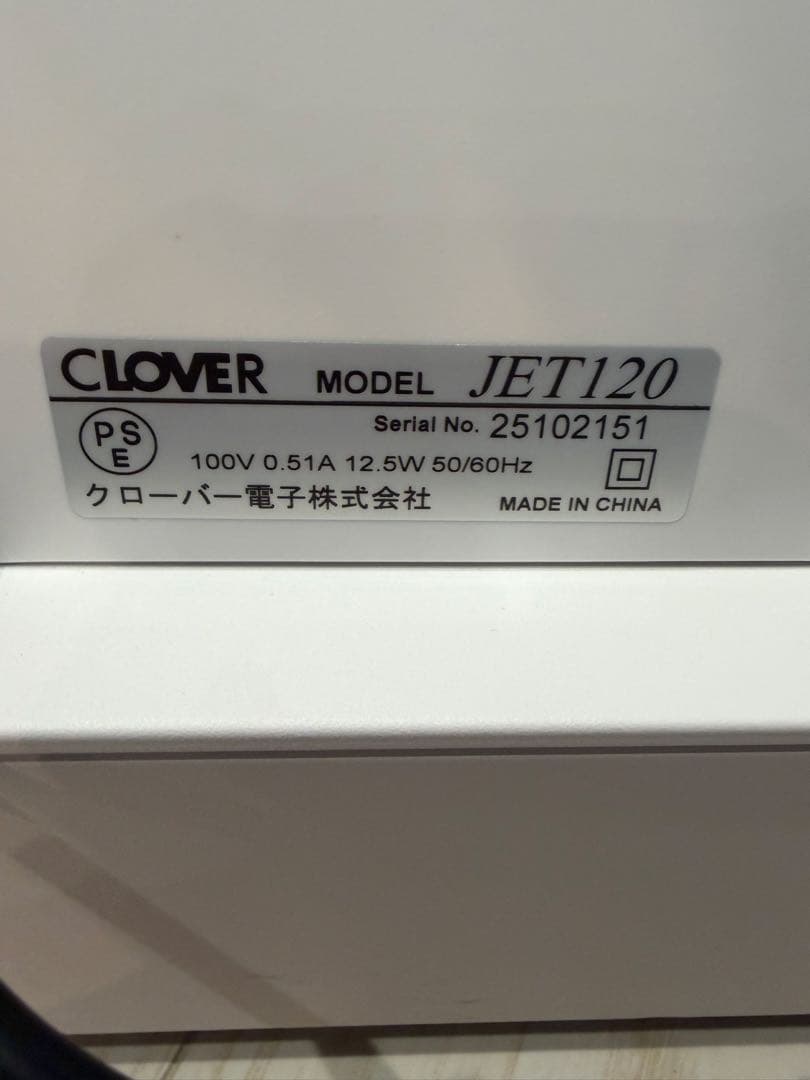 CLOVER MODEL JET120
Serial No. 25102151
PS
E
100V 0.51A 12.5W 50/60Hz
クローバー電子株式会社 MADE IN CHINA